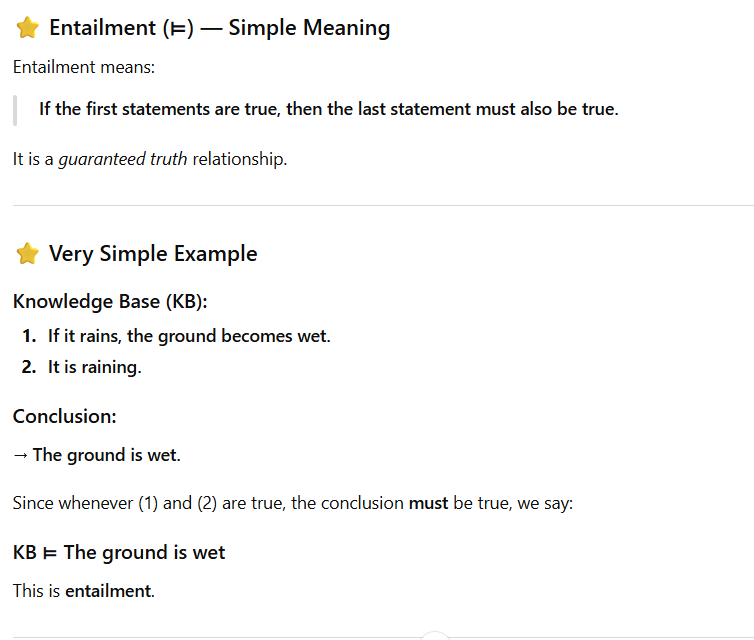 ⭐ Entailment (⊨) — Simple Meaning
Entailment means:
If the first statements are true, then the last statement must also be true.
It is a guaranteed truth relationship.
⭐ Very Simple Example
Knowledge Base (KB):
1. If it rains, the ground becomes wet.
2. It is raining.
Conclusion:
→ The ground is wet.
Since whenever (1) and (2) are true, the conclusion must be true, we say:
KB ⊨ The ground is wet
This is entailment.